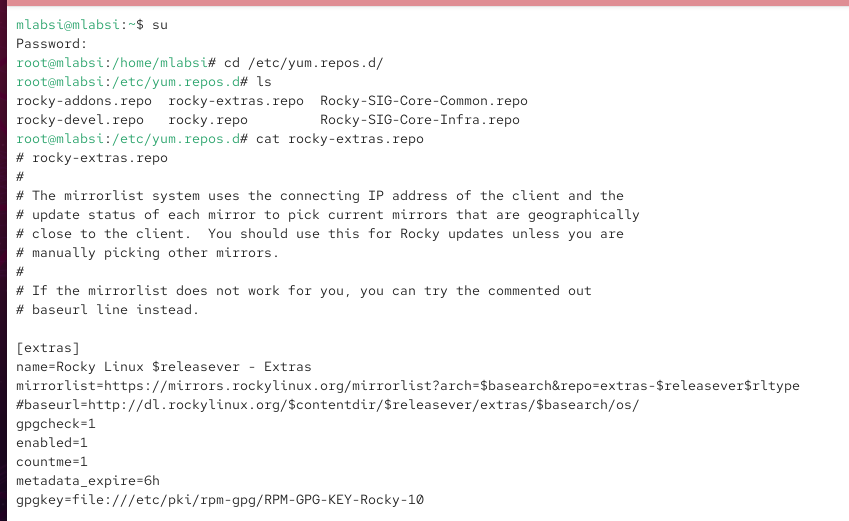 mlabsi@mlabsi:~$ su
Password:
root@mlabsi:/home/mlabsi# cd /etc/yum.repos.d/
root@mlabsi:/etc/yum.repos.d# ls
rocky-addons.repo  rocky-extras.repo  Rocky-SIG-Core-Common.repo
rocky-devel.repo   rocky.repo         Rocky-SIG-Core-Infra.repo
root@mlabsi:/etc/yum.repos.d# cat rocky-extras.repo
# rocky-extras.repo
#
# The mirrorlist system uses the connecting IP address of the client and the
# update status of each mirror to pick current mirrors that are geographically
# close to the client.  You should use this for Rocky updates unless you are
# manually picking other mirrors.
#
# If the mirrorlist does not work for you, you can try the commented out
# baseurl line instead.

[extras]
name=Rocky Linux $releasever - Extras
mirrorlist=https://mirrors.rockylinux.org/mirrorlist?arch=$basearch&repo=extras-$releasever$rltype
#baseurl=http://dl.rockylinux.org/$contentdir/$releasever/extras/$basearch/os/
gpgcheck=1
enabled=1
countme=1
metadata_expire=6h
gpgkey=file:///etc/pki/rpm-gpg/RPM-GPG-KEY-Rocky-10